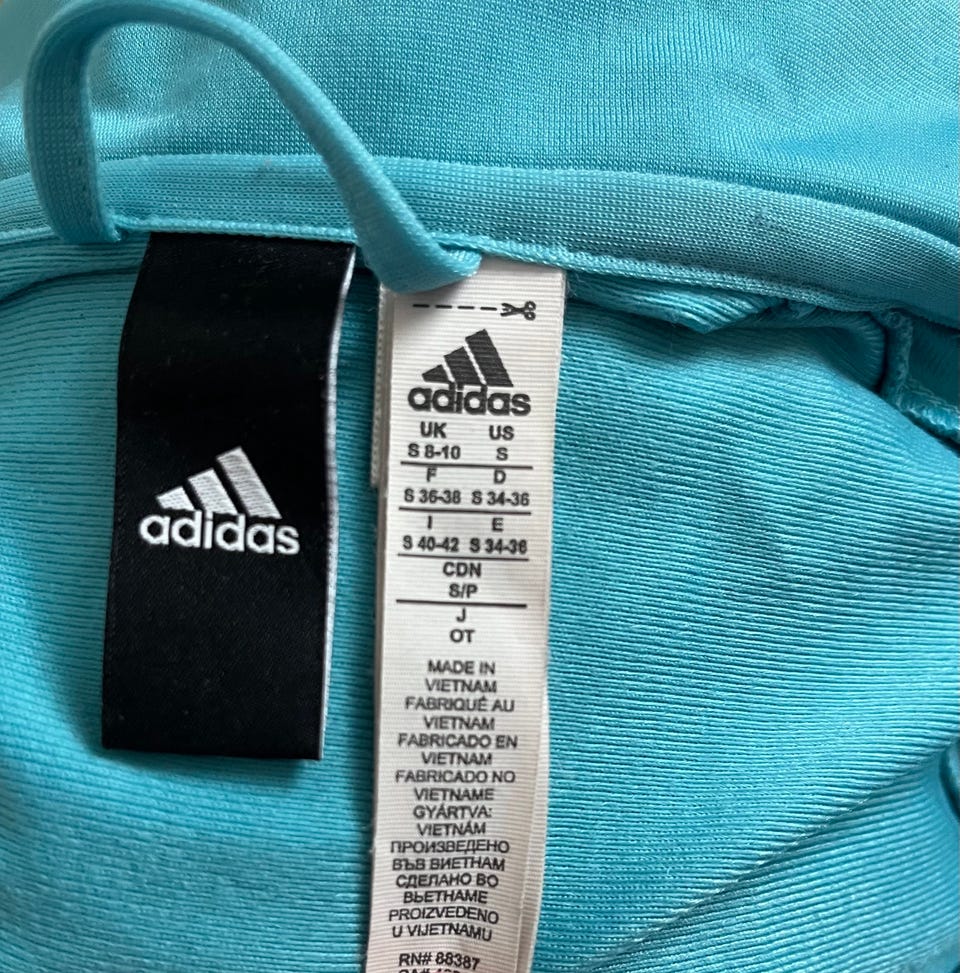 adidas
adidas
UK US
S 8-10 S
F D
S 36-38 S 34-36
I E
S 40-42 S 34-36
CDN
S/P
J
OT
MADE IN
VIETNAM
FABRIQUÉ AU
VIETNAM
FABRICADO EN
VIETNAM
FABRICADO NO
VIETNAME
GYÁRTVA:
VIETNÁM
ПРОИЗВЕДЕНО
ВЪВ ВИЕТНАМ
СДЕЛАНО ВО
ВЬЕТНАМЕ
PROIZVEDENO
U VIJETNAMU
RN# 88387